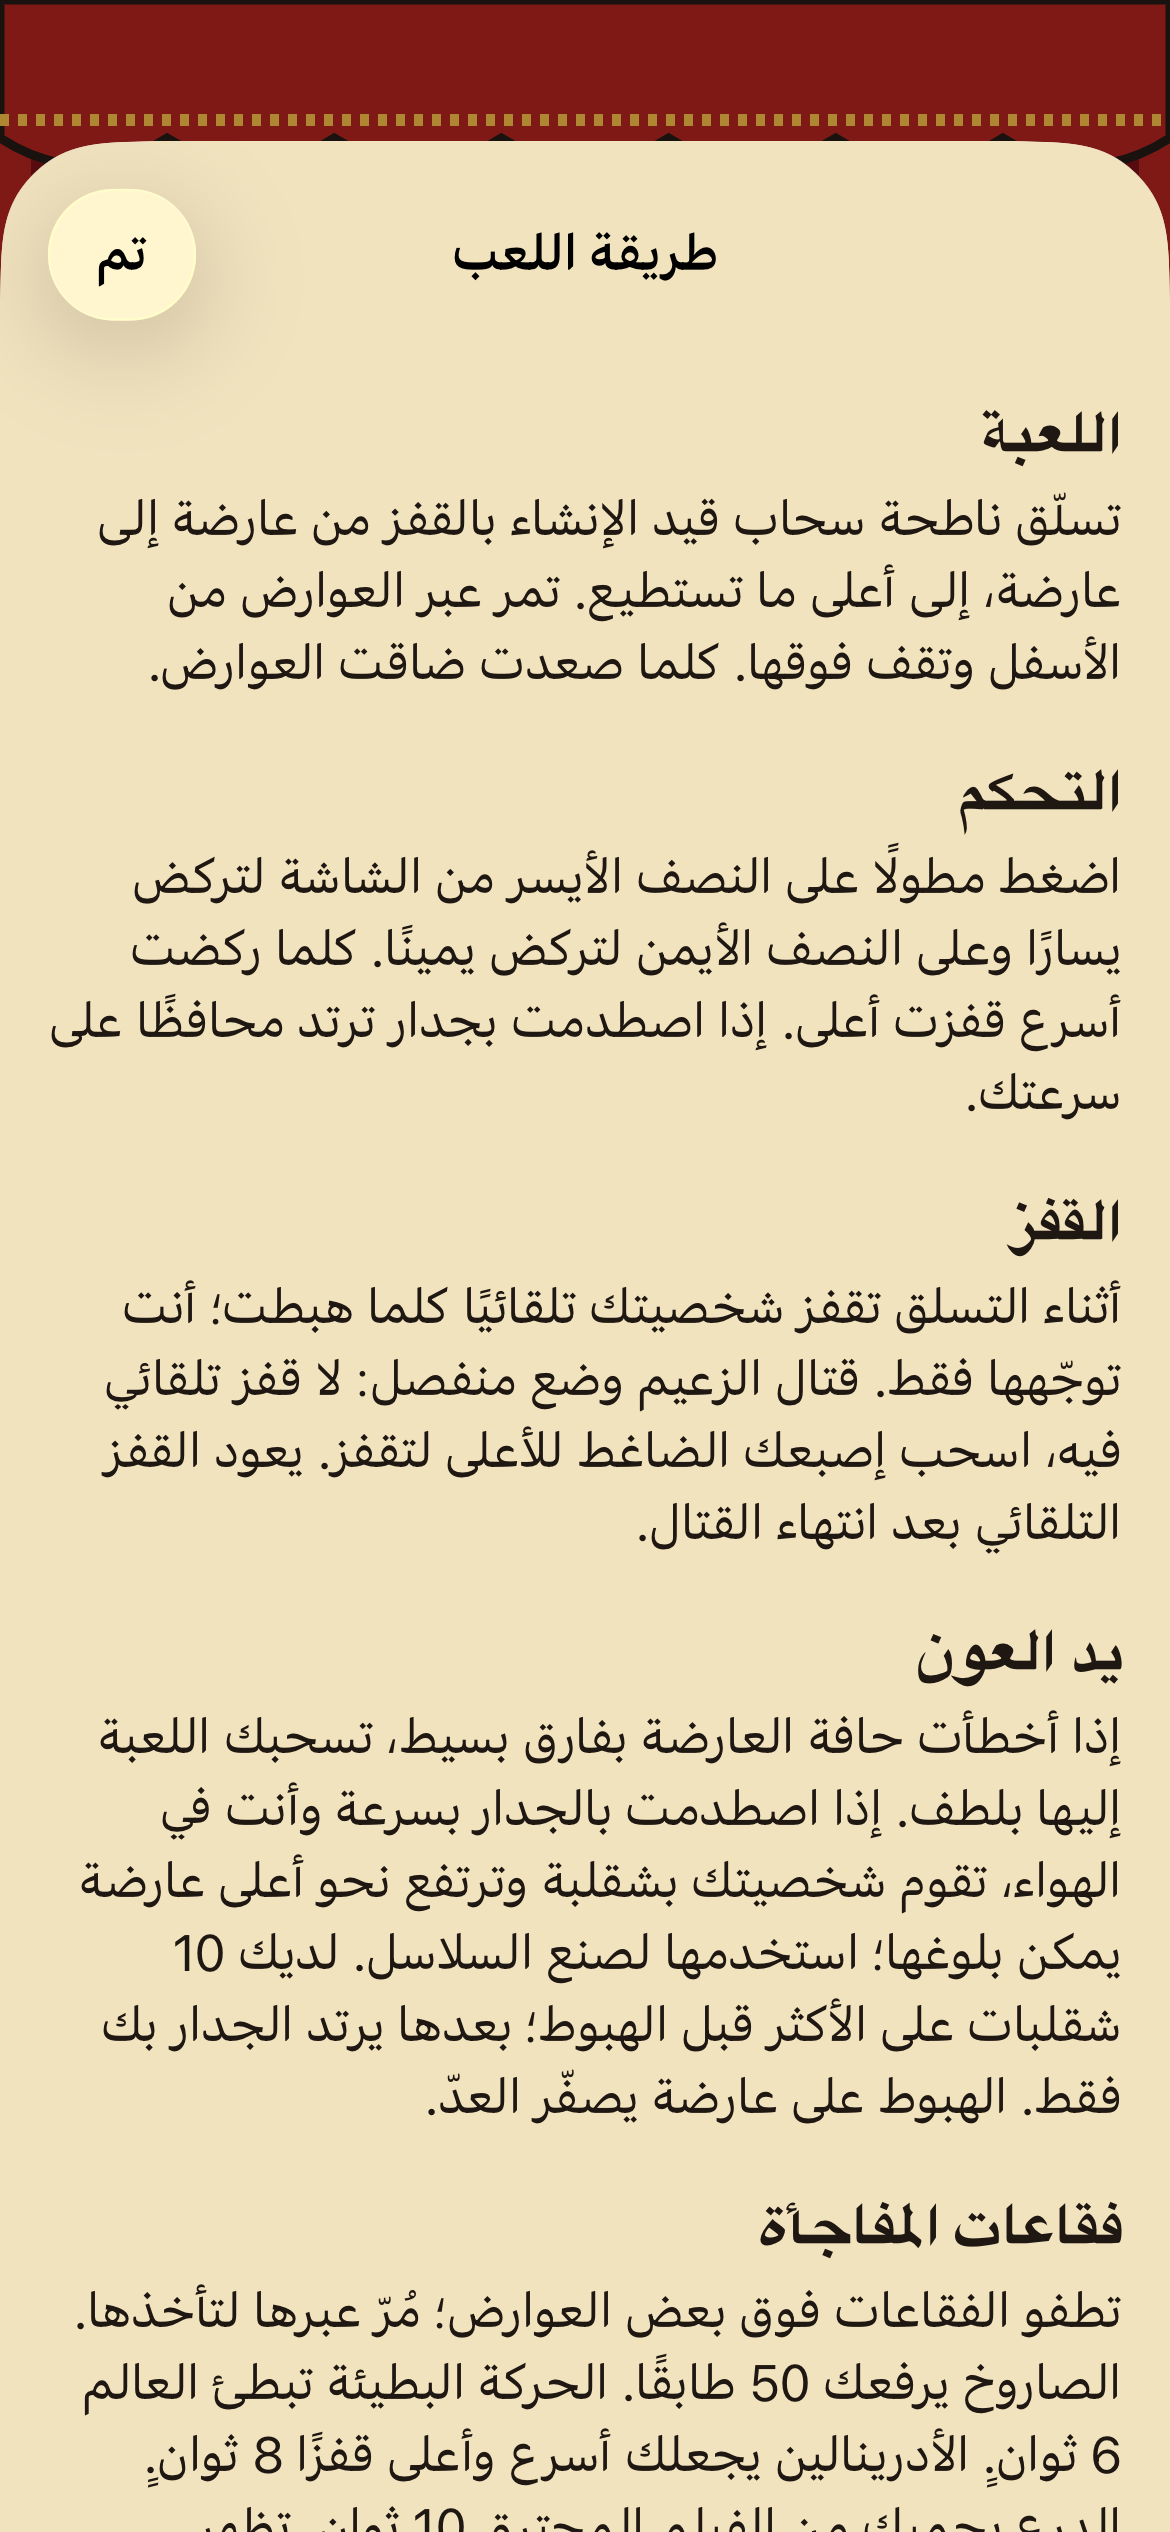 طريقة اللعب
تم
اللعبة
تسلّق ناطحة سحاب قيد الإنشاء بالقفز من عارضة إلى
عارضة، إلى أعلى ما تستطيع. تمر عبر العوارض من
الأسفل وتقف فوقها. كلما صعدت ضاقت العوارض.
التحكم
اضغط مطولًا على النصف الأيسر من الشاشة لتركض
يسارًا وعلى النصف الأيمن لتركض يمينًا. كلما ركضت
أسرع قفزت أعلى. إذا اصطدمت بجدار ترتد محافظًا على
سرعتك.
القفز
أثناء التسلق تقفز شخصيتك تلقائيًا كلما هبطت؛ أنت
توجّهها فقط. قتال الزعيم وضع منفصل: لا قفز تلقائي
فيه، اسحب إصبعك الضاغط للأعلى لتقفز. يعود القفز
التلقائي بعد انتهاء القتال.
يد العون
إذا أخطأت حافة العارضة بفارق بسيط، تسحبك اللعبة
إليها بلطف. إذا اصطدمت بالجدار بسرعة وأنت في
الهواء، تقوم شخصيتك بشقلبة وترتفع نحو أعلى عارضة
يمكن بلوغها؛ استخدمها لصنع السلاسل. لديك 10
شقلبات على الأكثر قبل الهبوط؛ بعدها يرتد الجدار بك
فقط. الهبوط على عارضة يصفّر العدّ.
فقاعات المفاجأة
تطفو الفقاعات فوق بعض العوارض؛ مُرّ عبرها لتأخذها.
الصاروخ يرفعك 50 طابقًا. الحركة البطيئة تبطئ العالم
6 ثوانٍ. الأدرينالين يجعلك أسرع وأعلى قفزًا 8 ثوانٍ.
الدرع يحميك من الفيلم المحترق 10 ثوانٍ. تظهر